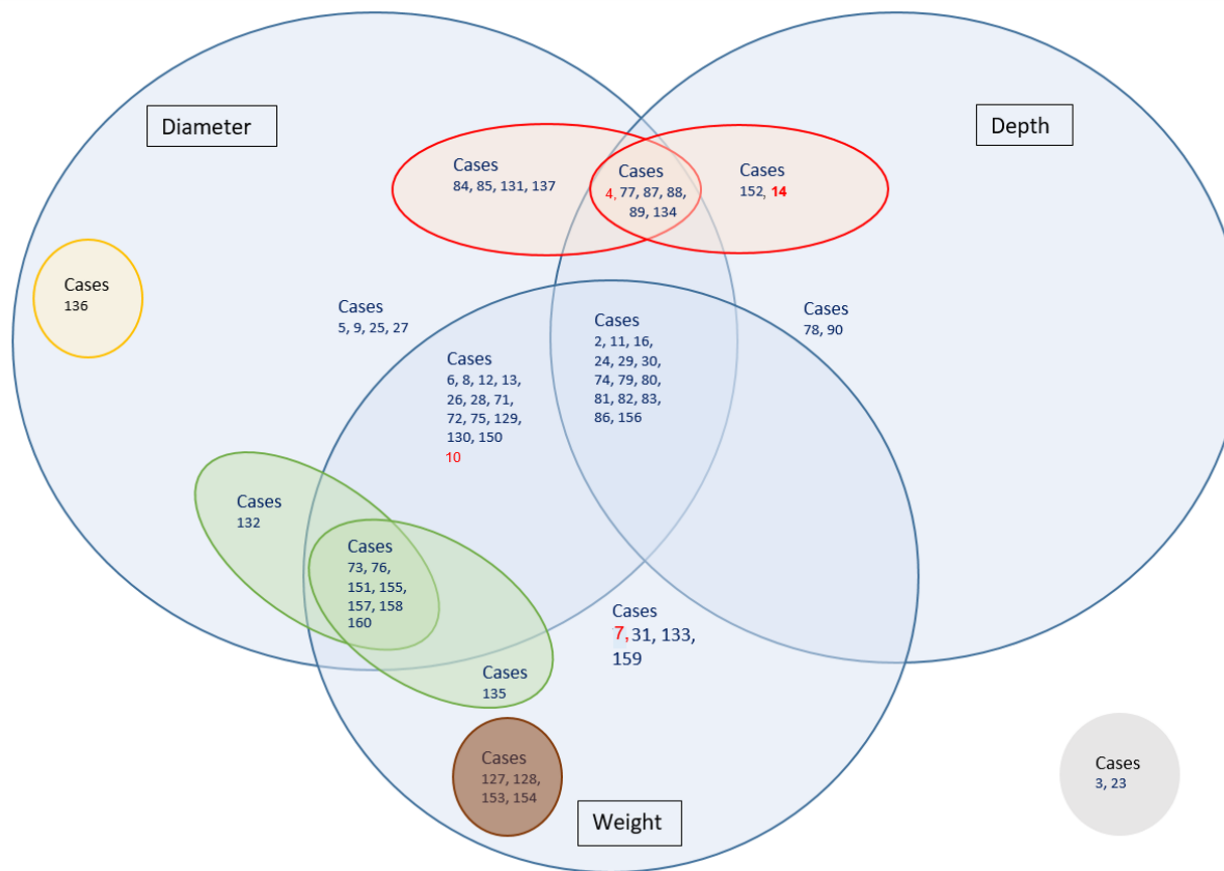 Diameter
Depth
Cases
84, 85, 131, 137
Cases
4, 77, 87, 88,
89, 134
Cases
152, 14
Cases
136
Cases
5, 9, 25, 27
Cases
78, 90
Cases
2, 11, 16,
24, 29, 30,
74, 79, 80,
81, 82, 83,
86, 156
Cases
6, 8, 12, 13,
26, 28, 71,
72, 75, 129,
130, 150
10
Cases
132
Cases
73, 76,
151, 155,
157, 158
160
Cases
7, 31, 133,
159
Cases
135
Cases
127, 128,
153, 154
Weight
Cases
3, 23